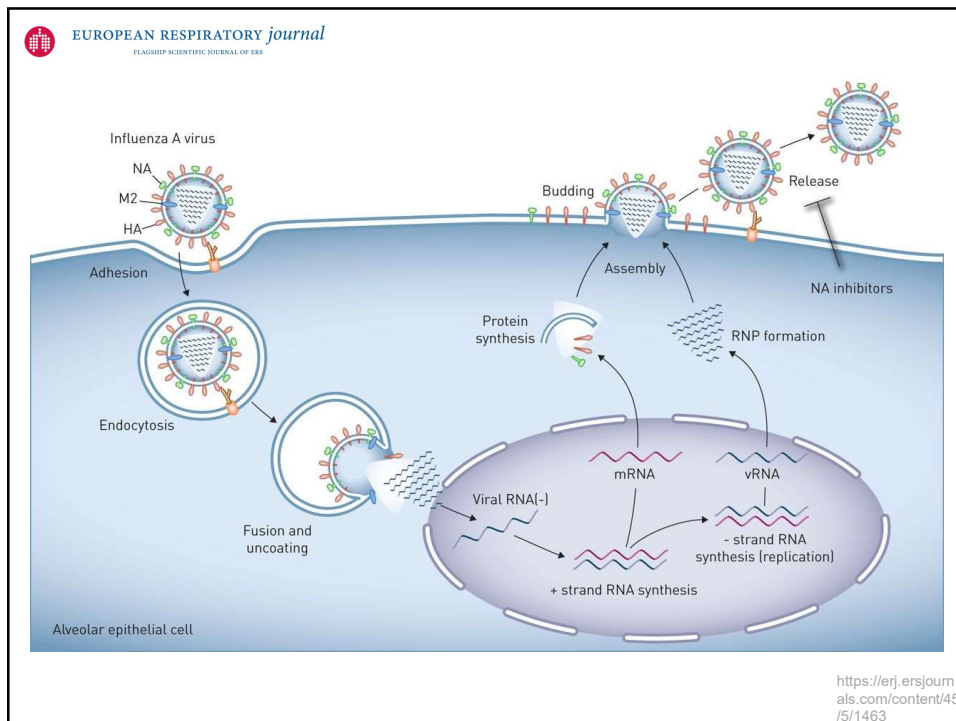 EUROPEAN RESPIRATORY journal
FLAGSHIP SCIENTIFIC JOURNAL OF ERS
Influenza A virus
NA
M2
HA
Adhesion
Endocytosis
Fusion and
uncoating
Budding
Release
Assembly
NA inhibitors
Protein
synthesis
RNP formation
mRNA
vRNA
Viral RNA(-)
- strand RNA
synthesis (replication)
+ strand RNA synthesis
Alveolar epithelial cell
https://erj.ersjourn
als.com/content/45
/5/1463